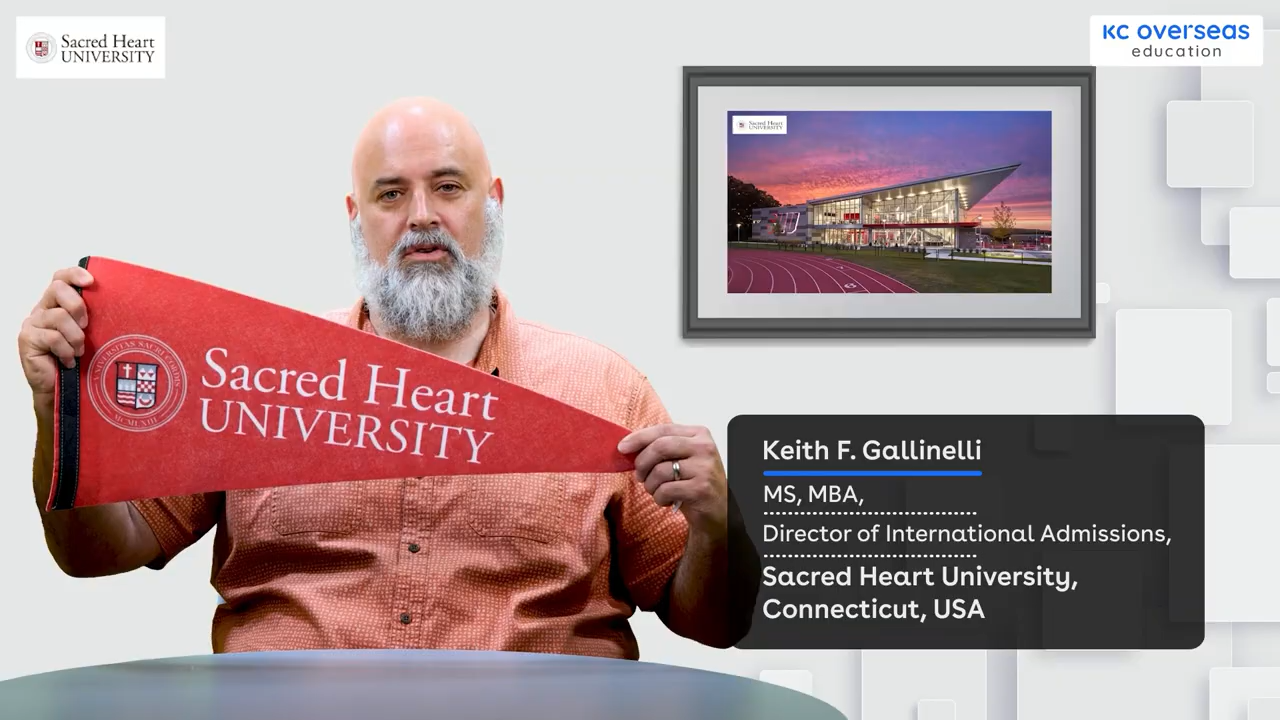 Sacred Heart
UNIVERSITY
KC overseas
education
Sacred Heart
UNIVERSITY
Sacred Heart
UNIVERSITY
Keith F. Gallinelli
MS, MBA,
Director of International Admissions,
Sacred Heart University,
Connecticut, USA